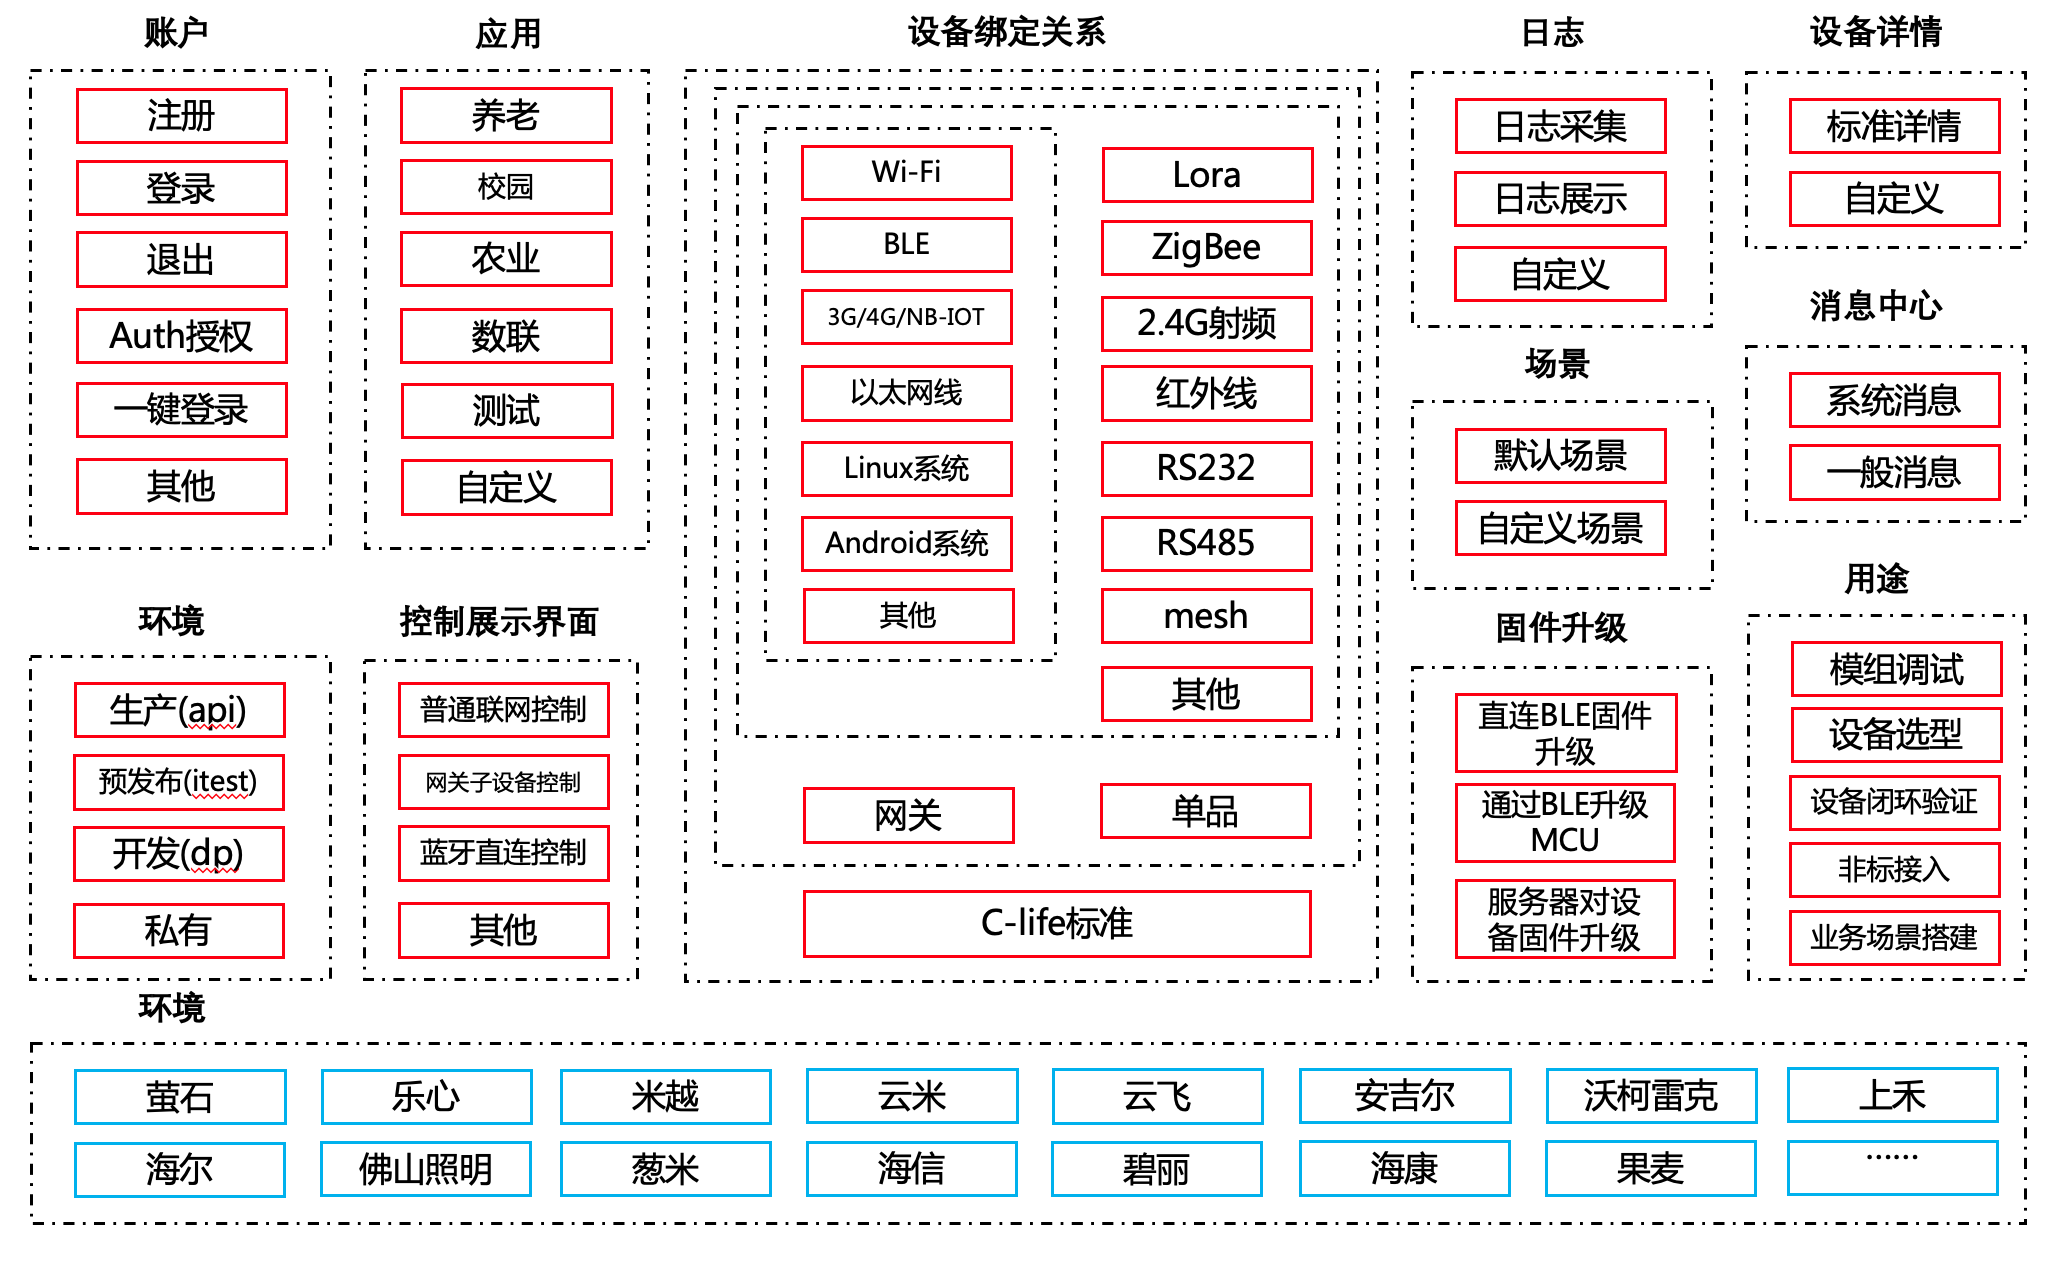 账户
注册
登录
退出
Auth授权
一键登录
其他
应用
养老
校园
农业
数联
测试
自定义
设备绑定关系
Wi-Fi
BLE
3G/4G/NB-IOT
以太网线
Linux系统
Android系统
其他
Lora
ZigBee
2.4G射频
红外线
RS232
RS485
mesh
其他
网关
单品
C-life标准
日志
日志采集
日志展示
自定义
场景
默认场景
自定义场景
固件升级
直连BLE固件
升级
通过BLE升级
MCU
服务器对设
备固件升级
设备详情
标准详情
自定义
消息中心
系统消息
一般消息
用途
模组调试
设备选型
设备闭环验证
非标接入
业务场景搭建
环境
生产(api)
预发布(itest)
开发(dp)
私有
控制展示界面
普通联网控制
网关子设备控制
蓝牙直连控制
其他
环境
萤石
乐心
米越
云米
云飞
安吉尔
沃柯雷克
上禾
海尔
佛山照明
葱米
海信
碧丽
海康
果麦
······